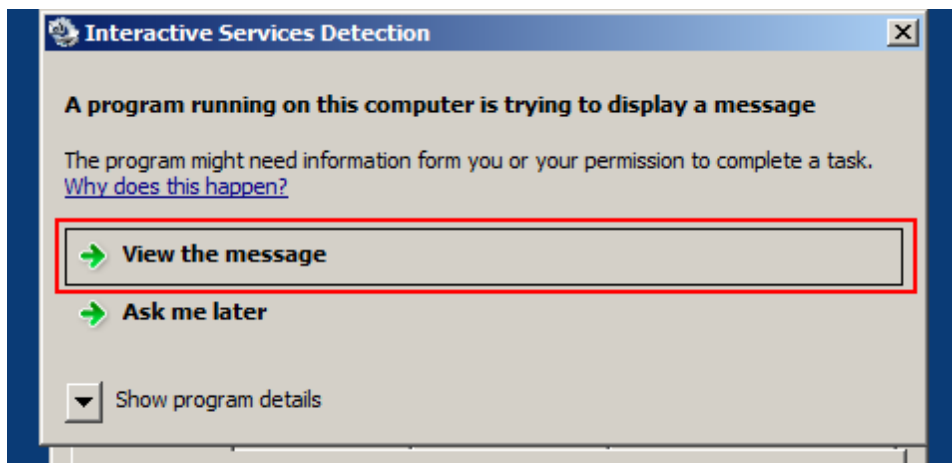 Interactive Services Detection
A program running on this computer is trying to display a message
The program might need information form you or your permission to complete a task.
Why does this happen?
View the message
Ask me later
Show program details